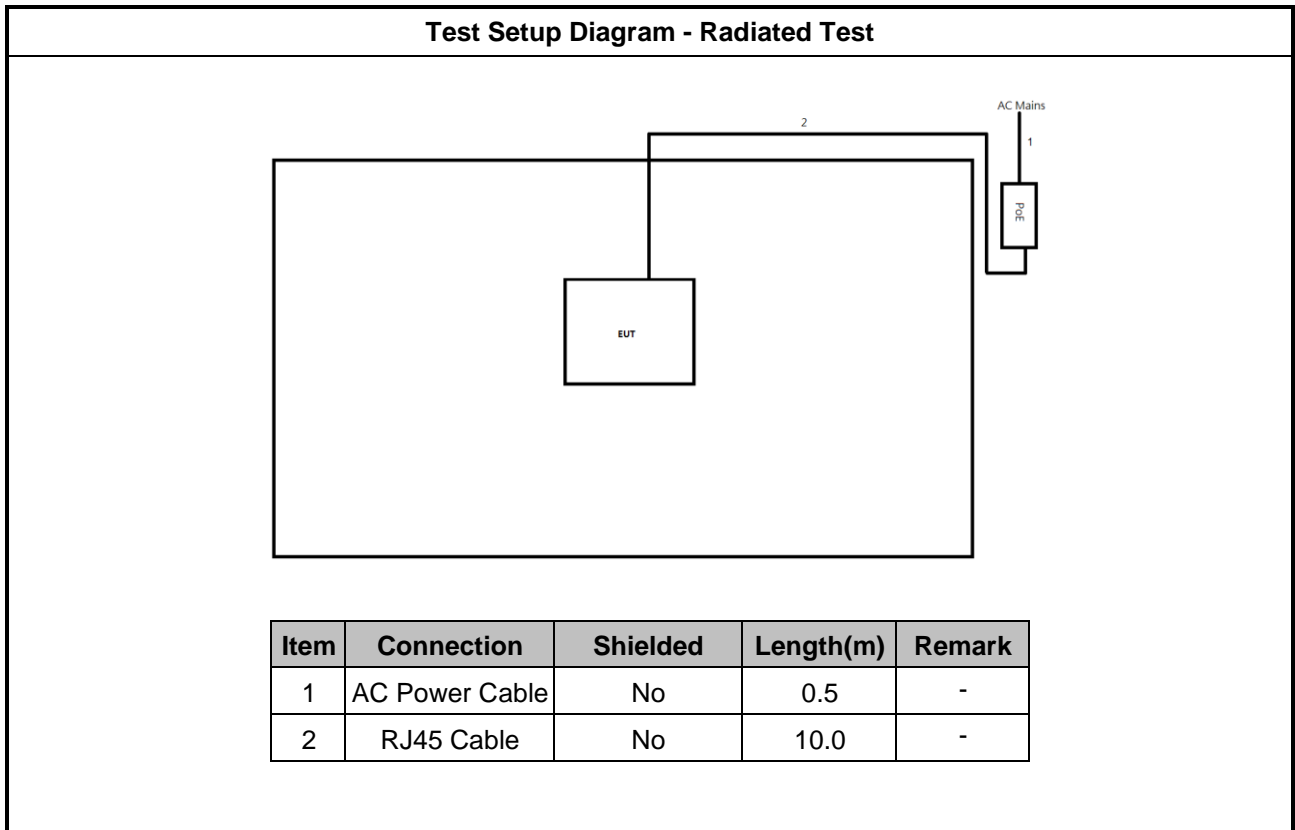 Test Setup Diagram - Radiated Test
AC Mains
2
1
PoE
EUT
Item Connection Shielded Length(m) Remark
1 AC Power Cable No 0.5 -
2 RJ45 Cable No 10.0 -